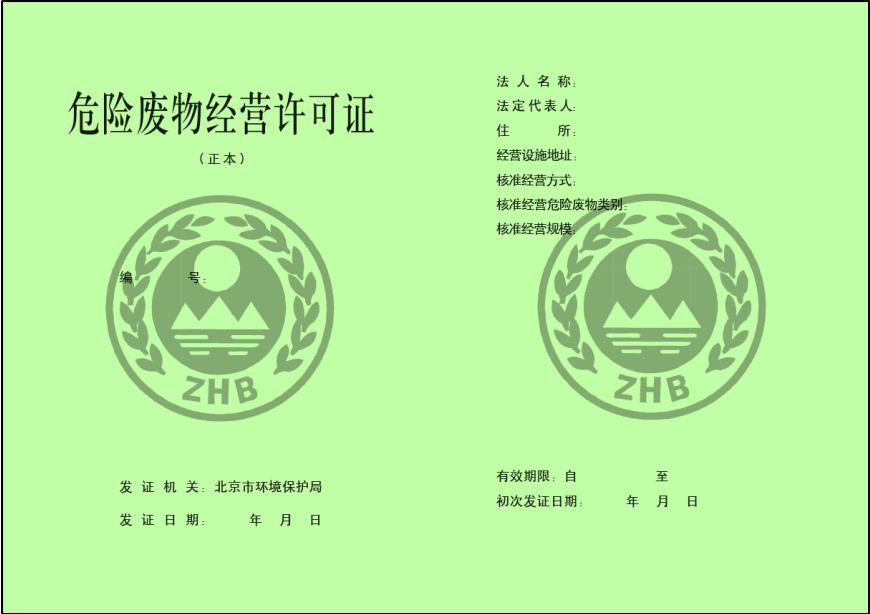 危险废物经营许可证
（正本）
编 号：
ZHB
发 证 机 关：北京市环境保护局
发 证 日 期： 年 月 日
法 人 名 称：
法定代表人：
住 所：
经营设施地址：
核准经营方式：
核准经营危险废物类别：
核准经营规模：
ZHB
有效期限：自 至
初次发证日期： 年 月 日